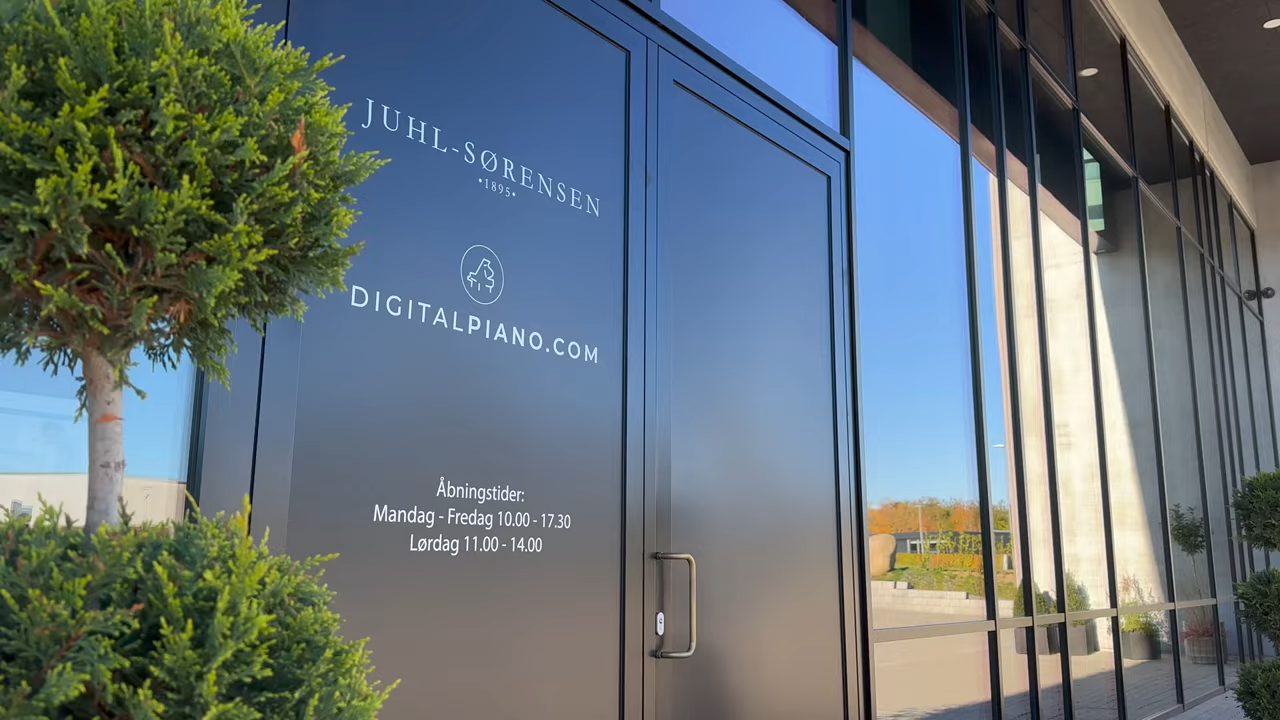 JUHL-SØRENSEN
•1895•
DIGITALPIANO.COM
Åbningstider:
Mandag - Fredag 10.00 - 17.30
Lørdag 11.00 - 14.00